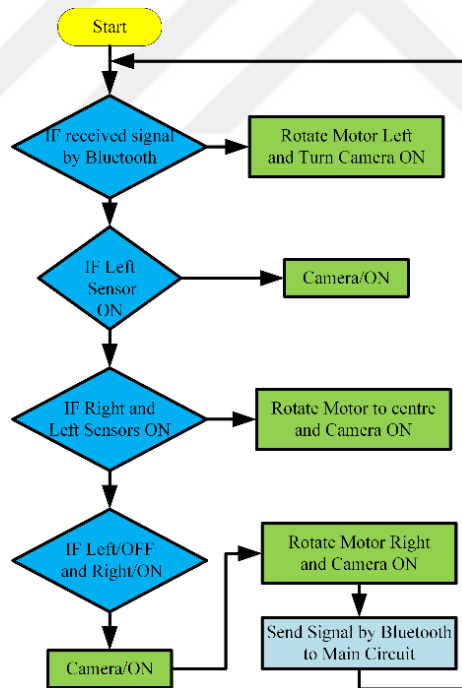 Start
IF received signal
by Bluetooth
Rotate Motor Left
and Turn Camera ON
IF Left
Sensor
ON
Camera/ON
IF Right and
Left Sensors ON
Rotate Motor to centre
and Camera ON
IF Left/OFF
and Right/ON
Camera/ON
Rotate Motor Right
and Camera ON
Send Signal by Bluetooth
to Main Circuit